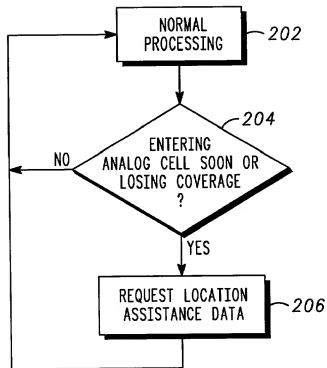 NORMAL
PROCESSING
202
204
ENTERING
ANALOG CELL SOON OR
LOSING COVERAGE
?
NO
YES
REQUEST LOCATION
ASSISTANCE DATA
206